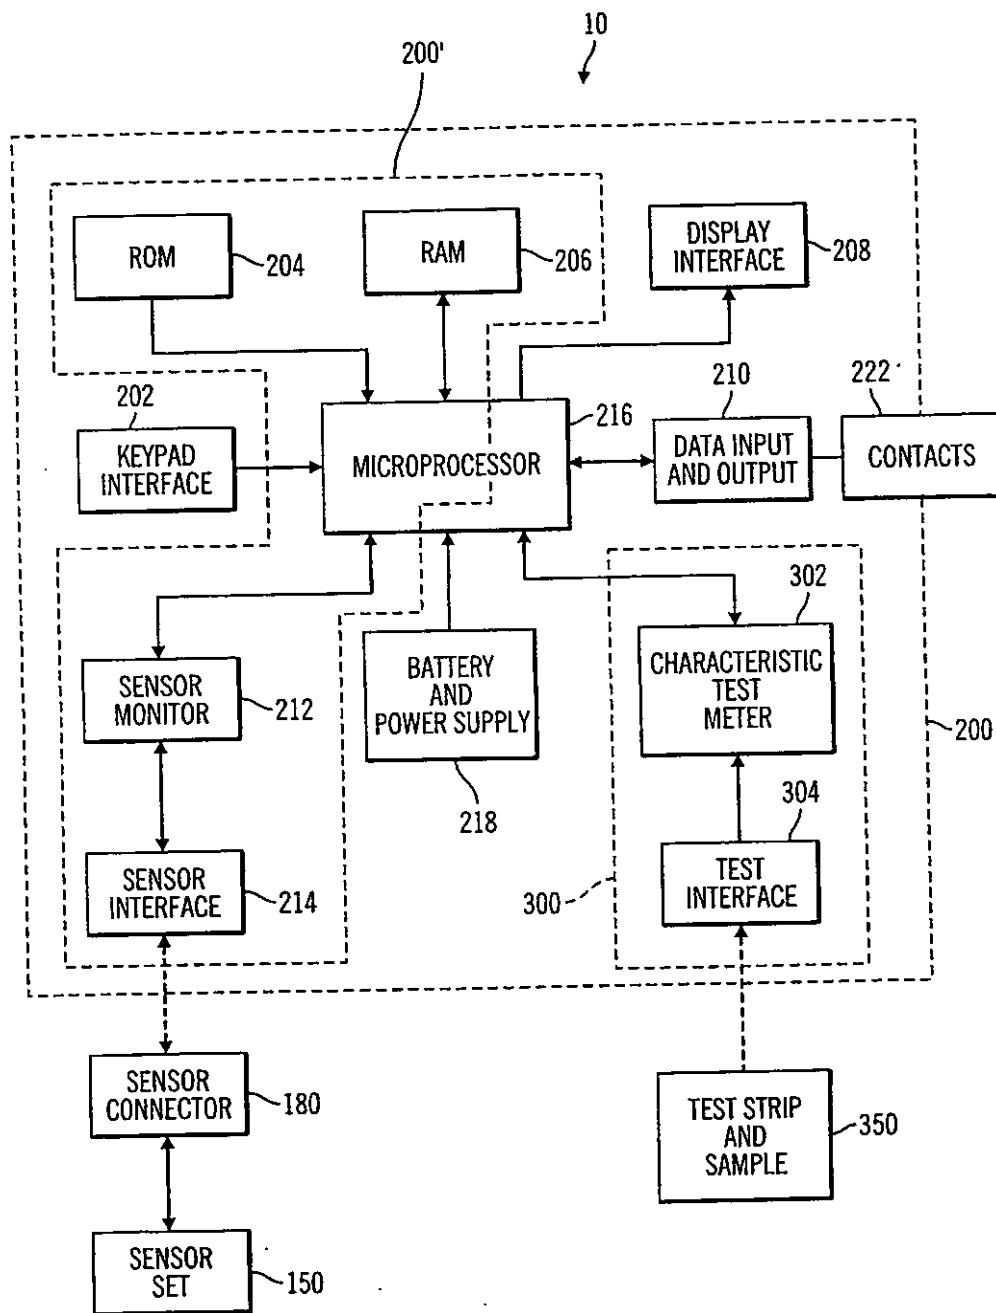 10
200'
ROM
204
RAM
206
DISPLAY
INTERFACE
208
202
KEYPAD
INTERFACE
MICROPROCESSOR
216
210
DATA INPUT
AND OUTPUT
222
CONTACTS
SENSOR
MONITOR
212
BATTERY
AND
POWER SUPPLY
218
302
CHARACTERISTIC
TEST
METER
200
304
TEST
INTERFACE
300
SENSOR
INTERFACE
214
SENSOR
CONNECTOR
180
TEST STRIP
AND
SAMPLE
350
SENSOR
SET
150